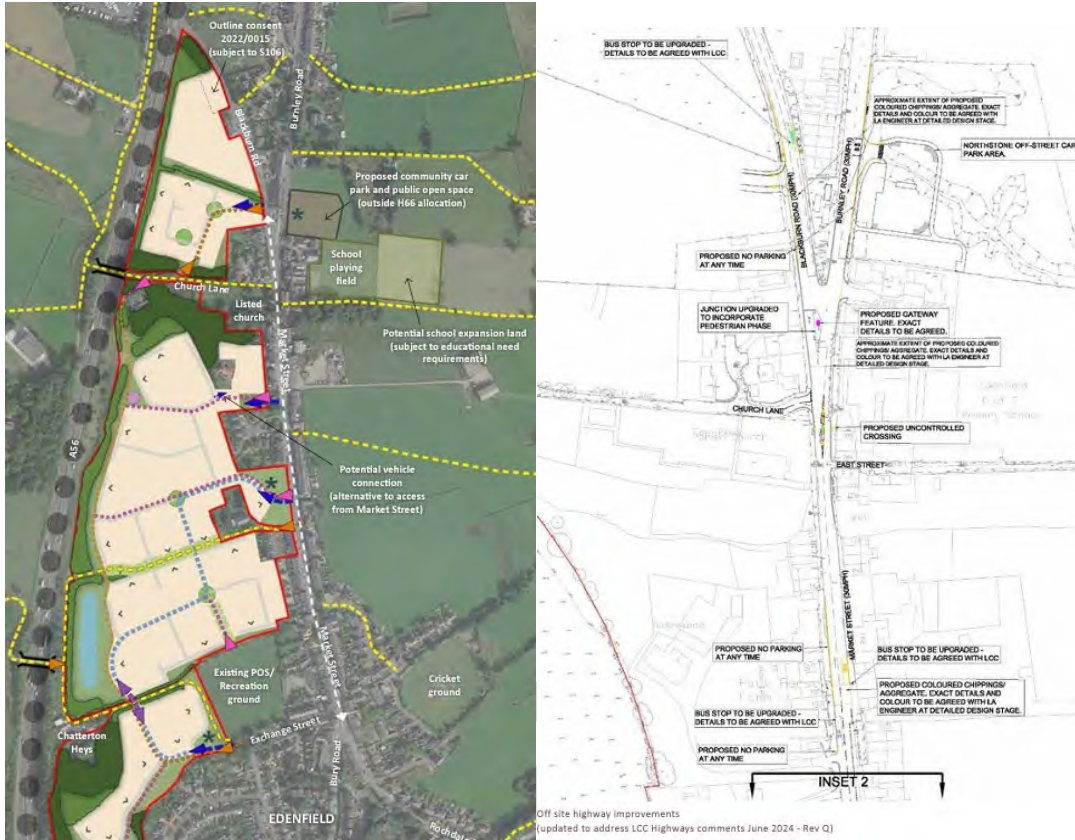 Outline consent
2022/0015
(subject to S106)
Burnley Road
Blackburn Rd
Proposed community car
park and public open space
(outside H66 allocation)
School
playing
field
Church Lane
Listed
church
Market Street
Potential school expansion land
(subject to educational need
requirements)
A56
Potential vehicle
connection
(alternative to access
from Market Street)
Market Street
Existing POS/
Recreation
ground
Cricket
ground
Chatterton
Heys
Exchange Street
Bury Road
EDENFIELD
BUS STOP TO BE UPGRADED -
DETAILS TO BE AGREED WITH LCC
APPROXIMATE EXTENT OF PROPOSED
COLOURED CHIPPINGS/ AGGREGATE. EXACT
DETAILS AND COLOUR TO BE AGREED WITH
LA ENGINEER AT DETAILED DESIGN STAGE.
NORTHSTONE OFF-STREET CAR
PARK AREA.
BLACKBURN ROAD (30MPH)
BURNLEY ROAD (30MPH)
PROPOSED NO PARKING
AT ANY TIME
JUNCTION UPGRADED
TO INCORPORATE
PEDESTRIAN PHASE
PROPOSED GATEWAY
FEATURE. EXACT
DETAILS TO BE AGREED.
APPROXIMATE EXTENT OF PROPOSED COLOURED
CHIPPINGS/ AGGREGATE. EXACT DETAILS AND
COLOUR TO BE AGREED WITH LA ENGINEER AT
DETAILED DESIGN STAGE.
CHURCH LANE
PROPOSED UNCONTROLLED
CROSSING
EAST STREET
MARKET STREET (30MPH)
PROPOSED NO PARKING
AT ANY TIME
BUS STOP TO BE UPGRADED -
DETAILS TO BE AGREED WITH LCC
PROPOSED COLOURED CHIPPINGS/
AGGREGATE. EXACT DETAILS AND
COLOUR TO BE AGREED WITH LA
ENGINEER AT DETAILED DESIGN STAGE.
BUS STOP TO BE UPGRADED -
DETAILS TO BE AGREED WITH LCC
PROPOSED NO PARKING
AT ANY TIME
INSET 2
Off site highway improvements
(updated to address LCC Highways comments June 2024 - Rev Q)